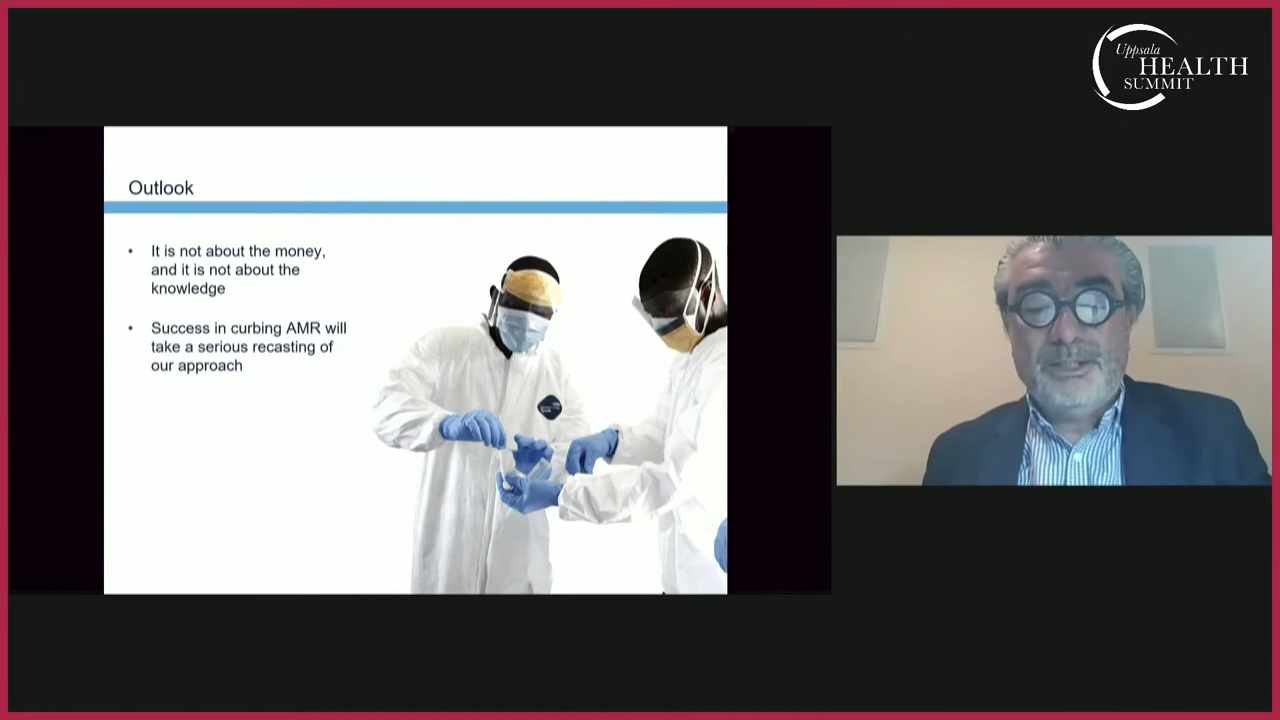 Uppsala
HEALTH
SUMMIT
Outlook
• It is not about the money,
and it is not about the
knowledge
• Success in curbing AMR will
take a serious recasting of
our approach